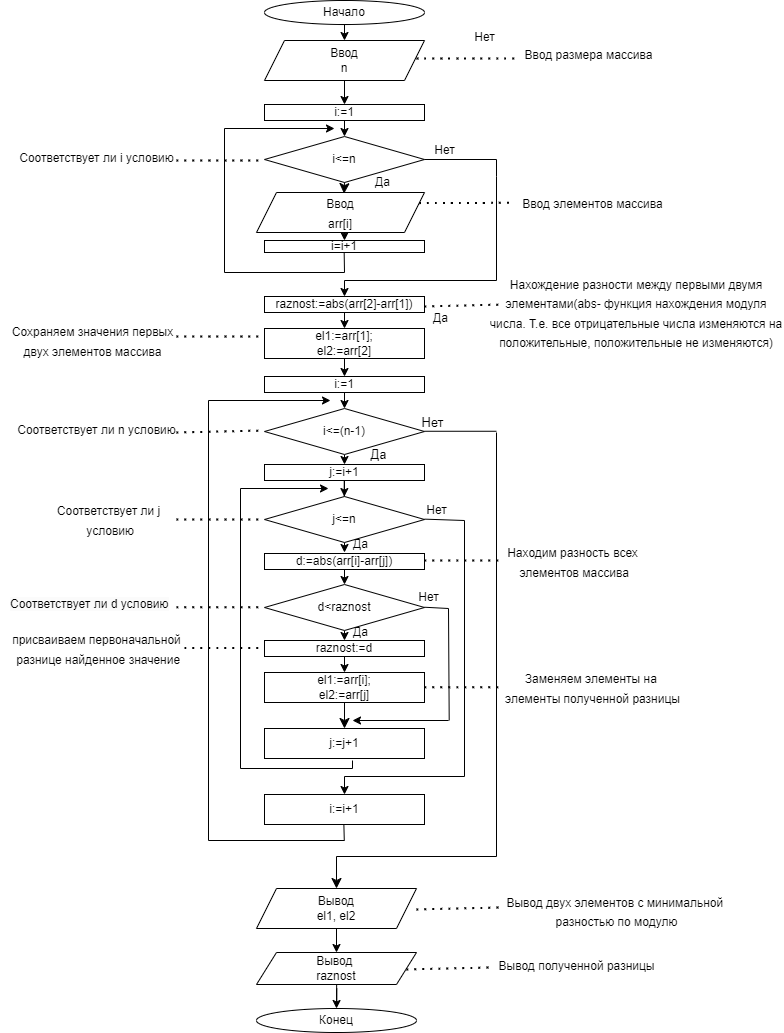 Начало
Нет
Ввод
n
Ввод размера массива
i:=1
Нет
Соответствует ли i условию
i<=n
Да
Ввод
arr[i]
Ввод элементов массива
i=i+1
Нахождение разности между первыми двумя
элементами(abs- функция нахождения модуля
числа. Т.е. все отрицательные числа изменяются на
положительные, положительные не изменяются)
raznost:=abs(arr[2]-arr[1])
Да
Сохраняем значения первых
двух элементов массива
el1:=arr[1];
el2:=arr[2]
i:=1
Нет
Соответствует ли n условию
i<=(n-1)
Да
j:=i+1
Соответствует ли j
условию
Нет
j<=n
Да
d:=abs(arr[i]-arr[j])
Находим разность всех
элементов массива
Нет
Соответствует ли d условию
d<raznost
Да
присваиваем первоначальной
разнице найденное значение
raznost:=d
el1:=arr[i];
el2:=arr[j]
Заменяем элементы на
элементы полученной разницы
j:=j+1
i:=i+1
Вывод
el1, el2
Вывод двух элементов с минимальной
разностью по модулю
Вывод
raznost
Вывод полученной разницы
Конец